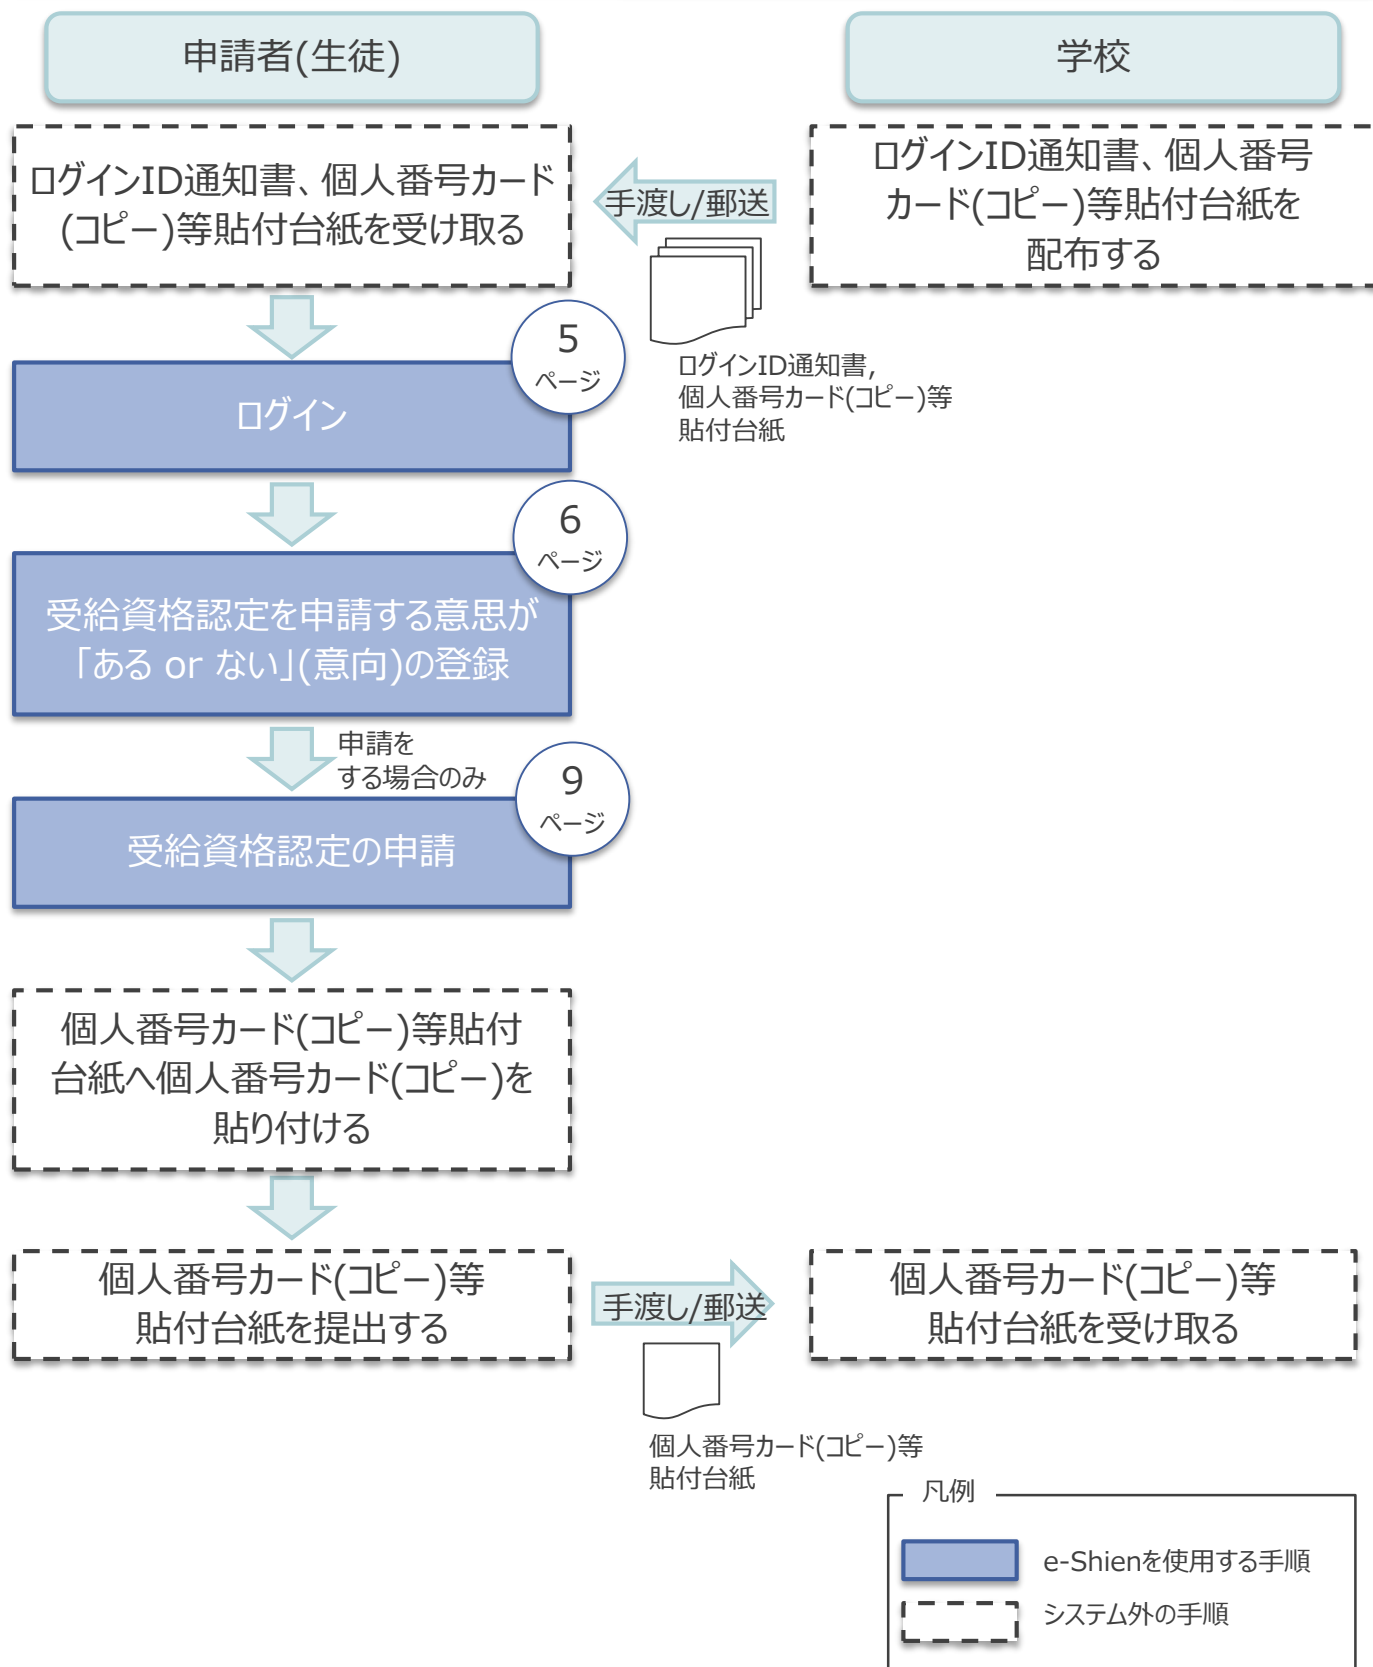 申請者(生徒)
学校
ログインID通知書、個人番号カード
(コピー)等貼付台紙を受け取る
手渡し/郵送
ログインID通知書、個人番号
カード(コピー)等貼付台紙を
配布する
ログインID通知書,
個人番号カード(コピー)等
貼付台紙
5
ページ
ログイン
6
ページ
受給資格認定を申請する意思が
「ある or ない」(意向)の登録
申請を
する場合のみ
9
ページ
受給資格認定の申請
個人番号カード(コピー)等貼付
台紙へ個人番号カード(コピー)を
貼り付ける
個人番号カード(コピー)等
貼付台紙を提出する
手渡し/郵送
個人番号カード(コピー)等
貼付台紙を受け取る
個人番号カード(コピー)等
貼付台紙
凡例
e-Shienを使用する手順
システム外の手順